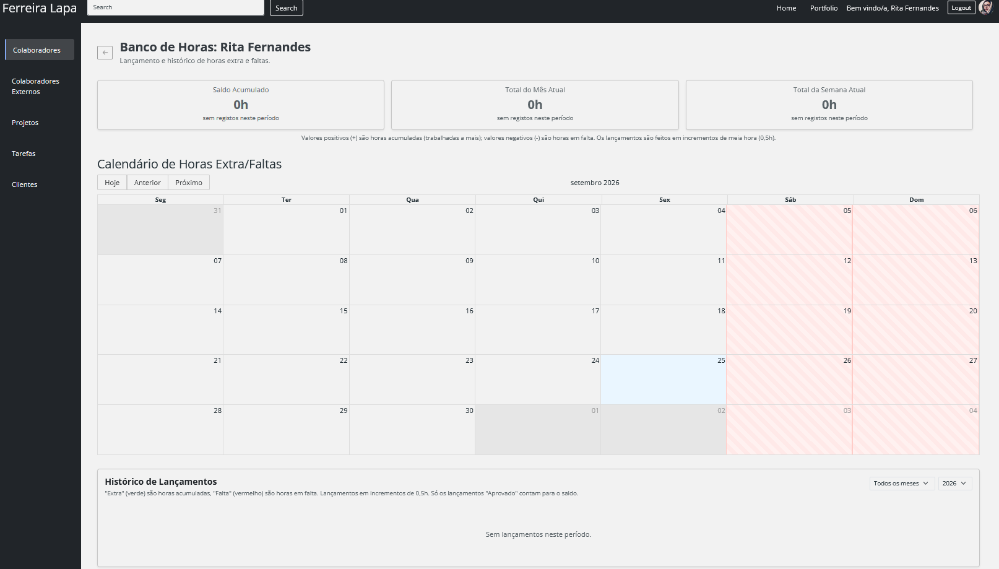 Ferreira Lapa
Search
Search
Home
Portfolio
Bem vindo/a, Rita Fernandes
Logout
Colaboradores
Colaboradores
Externos
Projetos
Tarefas
Clientes
←
Banco de Horas: Rita Fernandes
Lançamento e histórico de horas extra e faltas.
Saldo Acumulado
0h
sem registos neste período
Total do Mês Atual
0h
sem registos neste período
Total da Semana Atual
0h
sem registos neste período
Valores positivos (+) são horas acumuladas (trabalhadas a mais); valores negativos (-) são horas em falta. Os lançamentos são feitos em incrementos de meia hora (0,5h).
Calendário de Horas Extra/Faltas
Hoje Anterior Próximo
setembro 2026
Seg Ter Qua Qui Sex Sáb Dom
31 01 02 03 04 05 06
07 08 09 10 11 12 13
14 15 16 17 18 19 20
21 22 23 24 25 26 27
28 29 30 01 02 03 04
Histórico de Lançamentos
Todos os meses
2026
"Extra" (verde) são horas acumuladas, "Falta" (vermelho) são horas em falta. Lançamentos em incrementos de 0,5h. Só os lançamentos "Aprovado" contam para o saldo.
Sem lançamentos neste período.